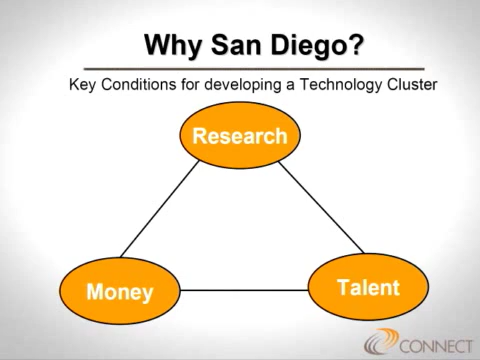 Why San Diego?
Key Conditions for developing a Technology Cluster
Research
Money
Talent
CONNECT